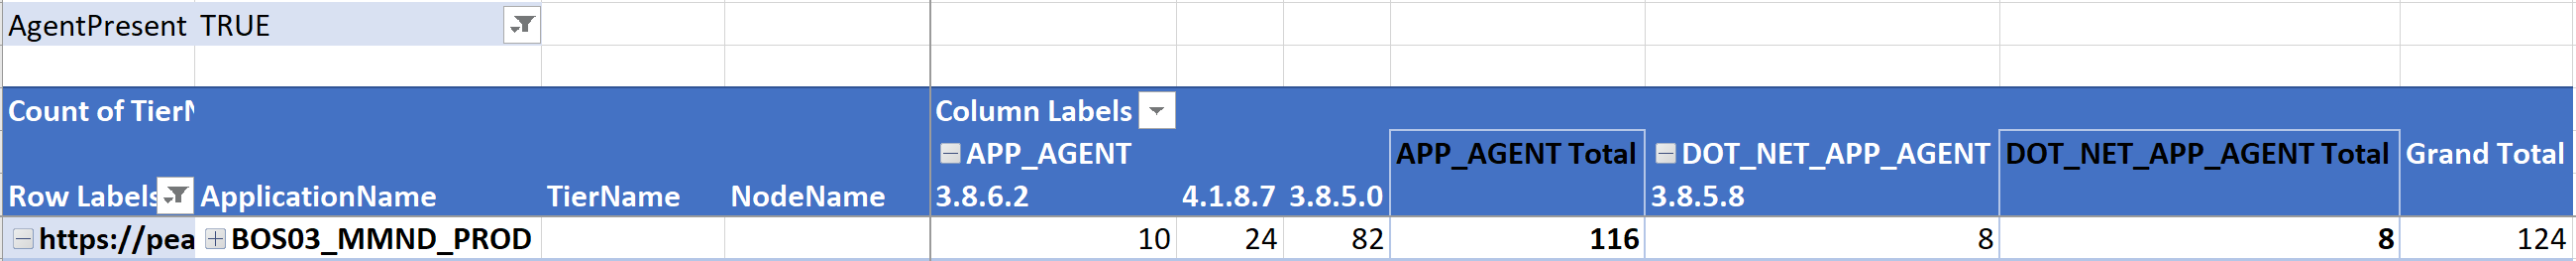 AgentPresent TRUE
Count of Tier Column Labels
APP_AGENT APP_AGENT Total DOT_NET_APP_AGENT DOT_NET_APP_AGENT Total Grand Total
Row Labels ApplicationName TierName NodeName 3.8.6.2 4.1.8.7 3.8.5.0 3.8.5.8
https://pea BOS03_MMND_PROD 10 24 82 116 8 8 124